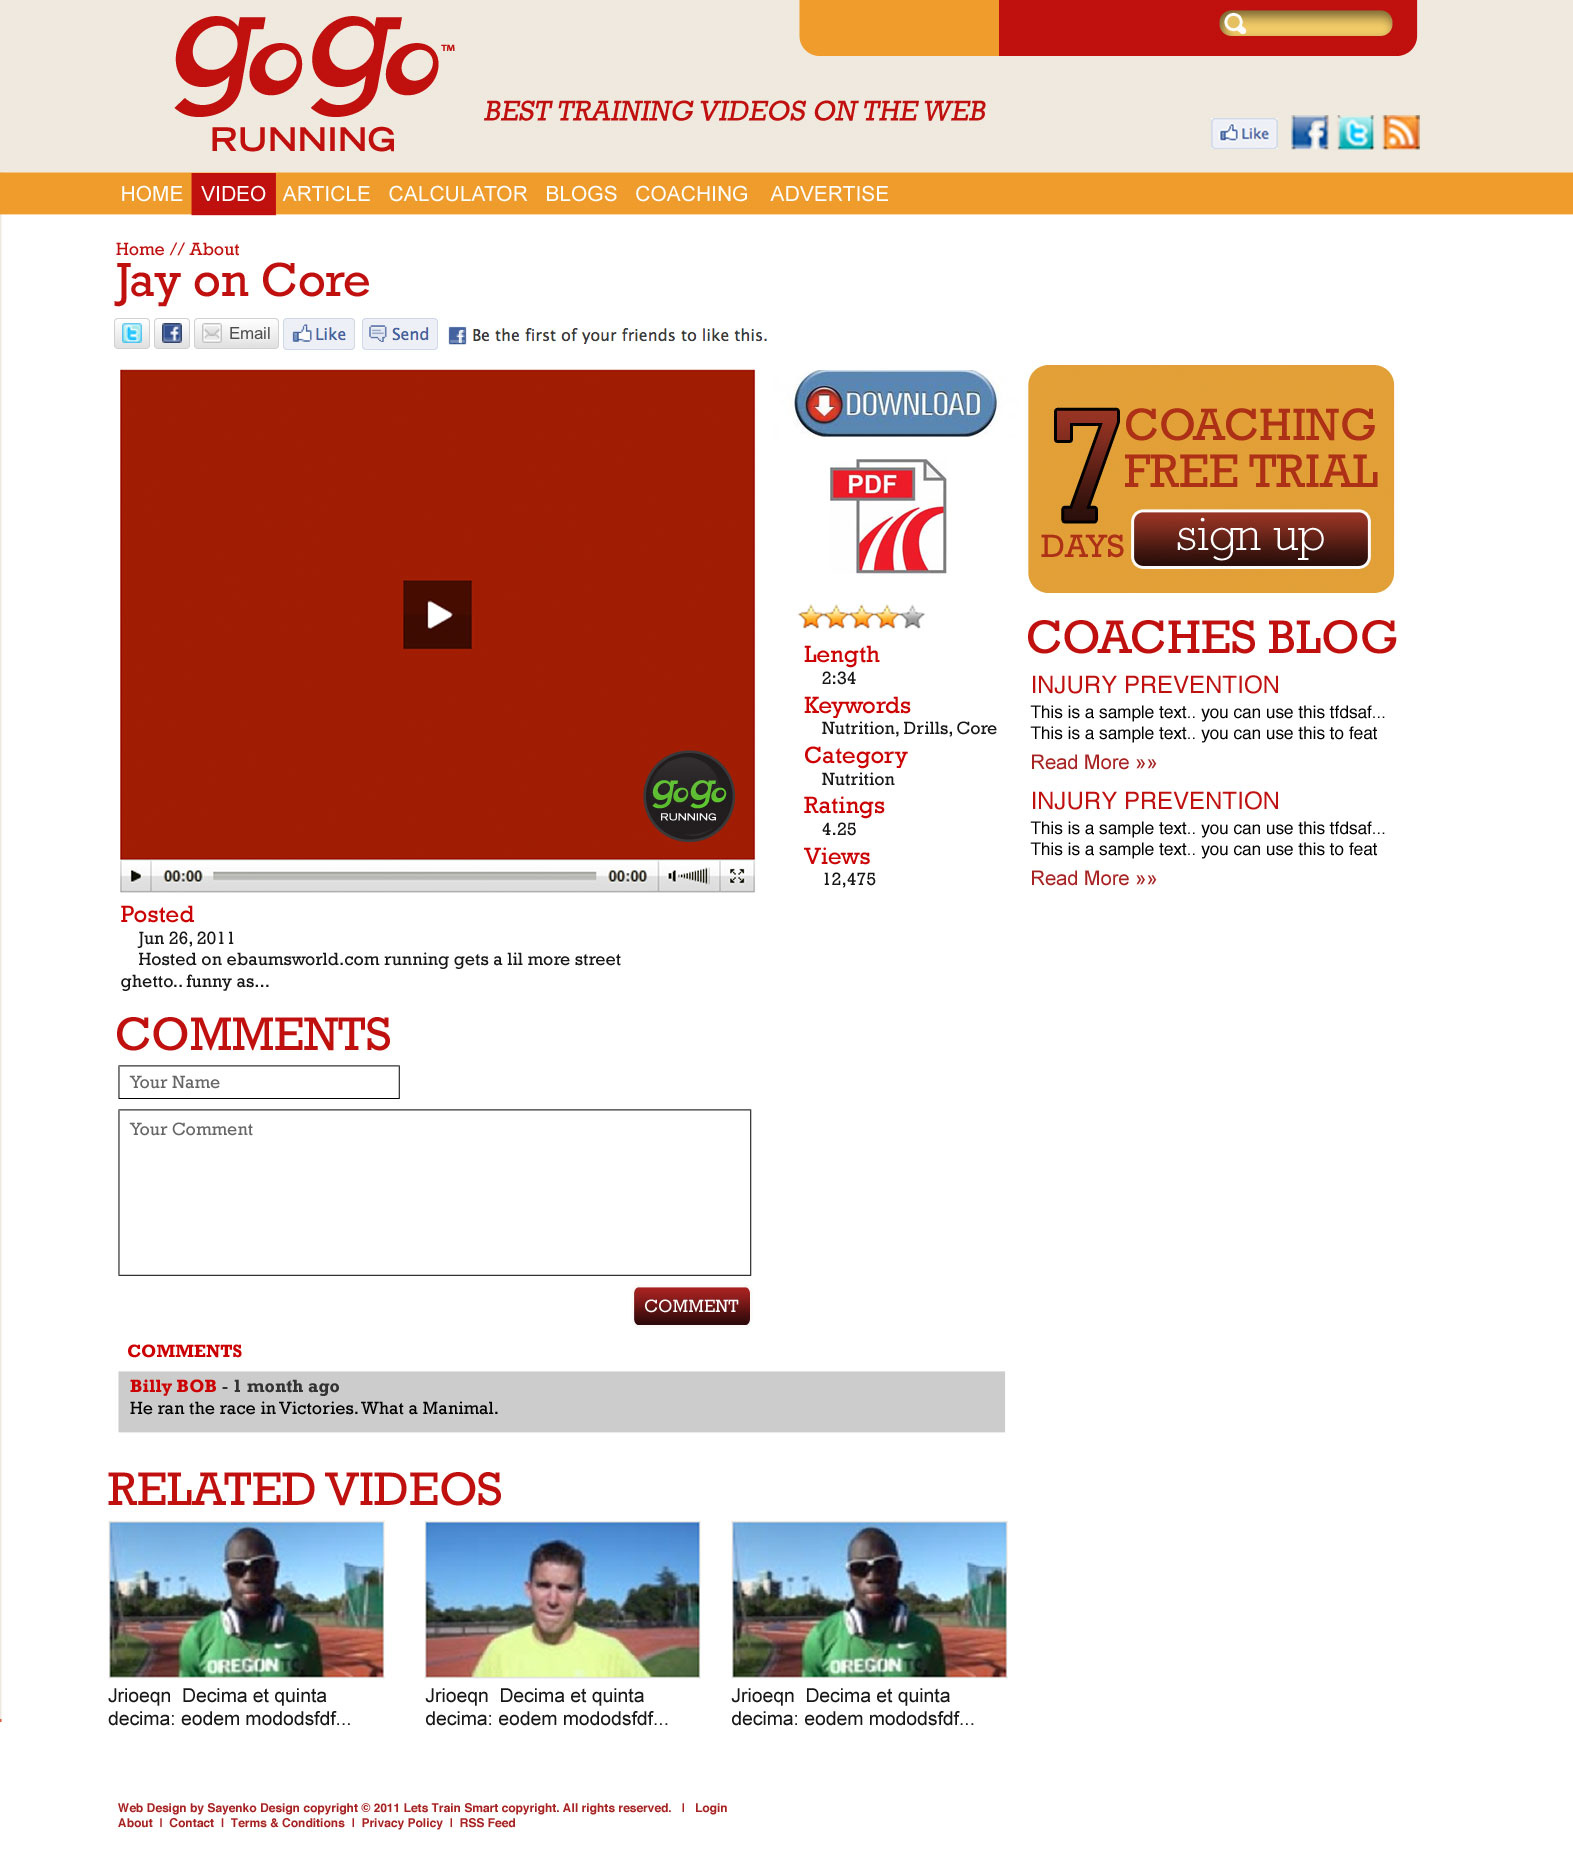 gogo™
RUNNING
BEST TRAINING VIDEOS ON THE WEB
Like
HOME VIDEO ARTICLE CALCULATOR BLOGS COACHING ADVERTISE
Home // About
Jay on Core
Email Like Send Be the first of your friends to like this.
gogo
RUNNING
00:00 00:00
DOWNLOAD
PDF
Length
2:34
Keywords
Nutrition, Drills, Core
Category
Nutrition
Ratings
4.25
Views
12,475
7 COACHING
FREE TRIAL
DAYS sign up
COACHES BLOG
INJURY PREVENTION
This is a sample text.. you can use this tfdsaf...
This is a sample text.. you can use this to feat
Read More »»
INJURY PREVENTION
This is a sample text.. you can use this tfdsaf...
This is a sample text.. you can use this to feat
Read More »»
Posted
Jun 26, 2011
Hosted on ebaumsworld.com running gets a lil more street
ghetto.. funny as...
COMMENTS
Your Name
Your Comment
COMMENT
COMMENTS
Billy BOB - 1 month ago
He ran the race in Victories. What a Manimal.
RELATED VIDEOS
OREGON TC
OREGON TC
Jrioeqn Decima et quinta
decima: eodem mododsfdf...
Jrioeqn Decima et quinta
decima: eodem mododsfdf...
Jrioeqn Decima et quinta
decima: eodem mododsfdf...
Web Design by Sayenko Design copyright © 2011 Lets Train Smart copyright. All rights reserved. | Login
About | Contact | Terms & Conditions | Privacy Policy | RSS Feed